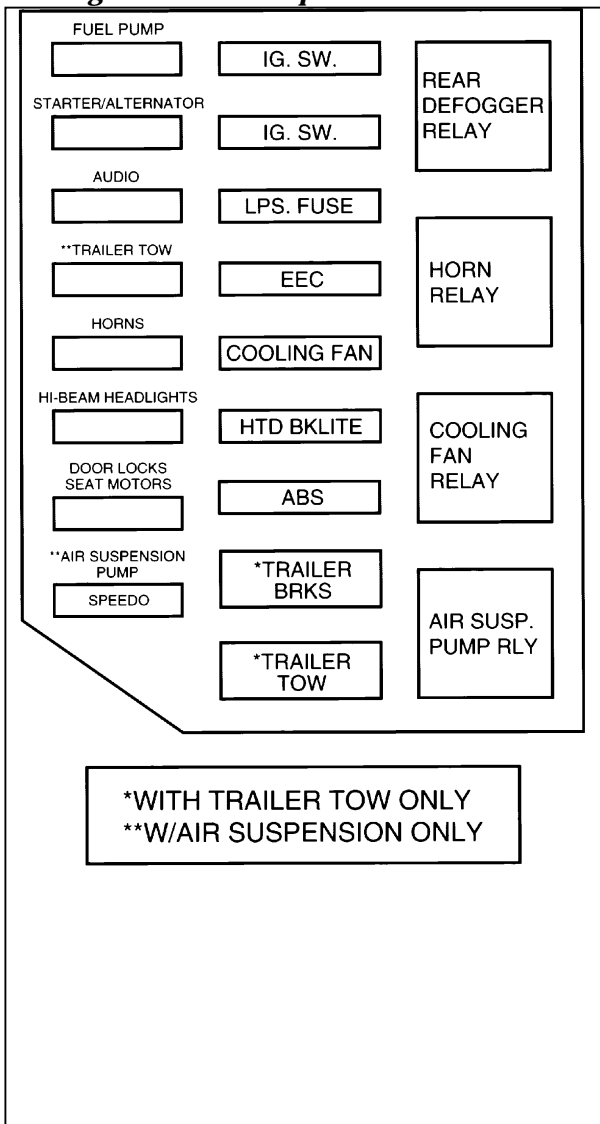 FUEL PUMP
STARTER/ALTERNATOR
AUDIO
**TRAILER TOW
HORNS
HI-BEAM HEADLIGHTS
DOOR LOCKS
SEAT MOTORS
**AIR SUSPENSION
PUMP
SPEEDO
IG. SW.
IG. SW.
LPS. FUSE
EEC
COOLING FAN
HTD BKLITE
ABS
*TRAILER
BRKS
*TRAILER
TOW
REAR
DEFOGGER
RELAY
HORN
RELAY
COOLING
FAN
RELAY
AIR SUSP.
PUMP RLY
*WITH TRAILER TOW ONLY
**W/AIR SUSPENSION ONLY